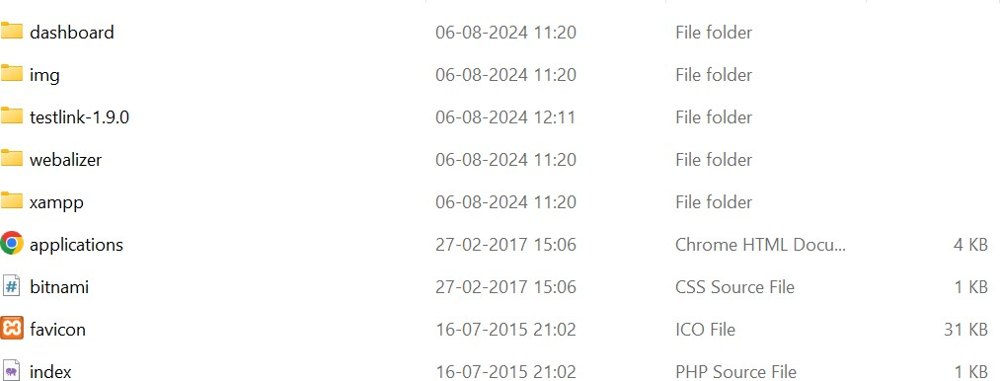 dashboard 06-08-2024 11:20 File folder
img 06-08-2024 11:20 File folder
testlink-1.9.0 06-08-2024 12:11 File folder
webalizer 06-08-2024 11:20 File folder
xampp 06-08-2024 11:20 File folder
applications 27-02-2017 15:06 Chrome HTML Docu... 4 KB
# bitnami 27-02-2017 15:06 CSS Source File 1 KB
favicon 16-07-2015 21:02 ICO File 31 KB
index 16-07-2015 21:02 PHP Source File 1 KB